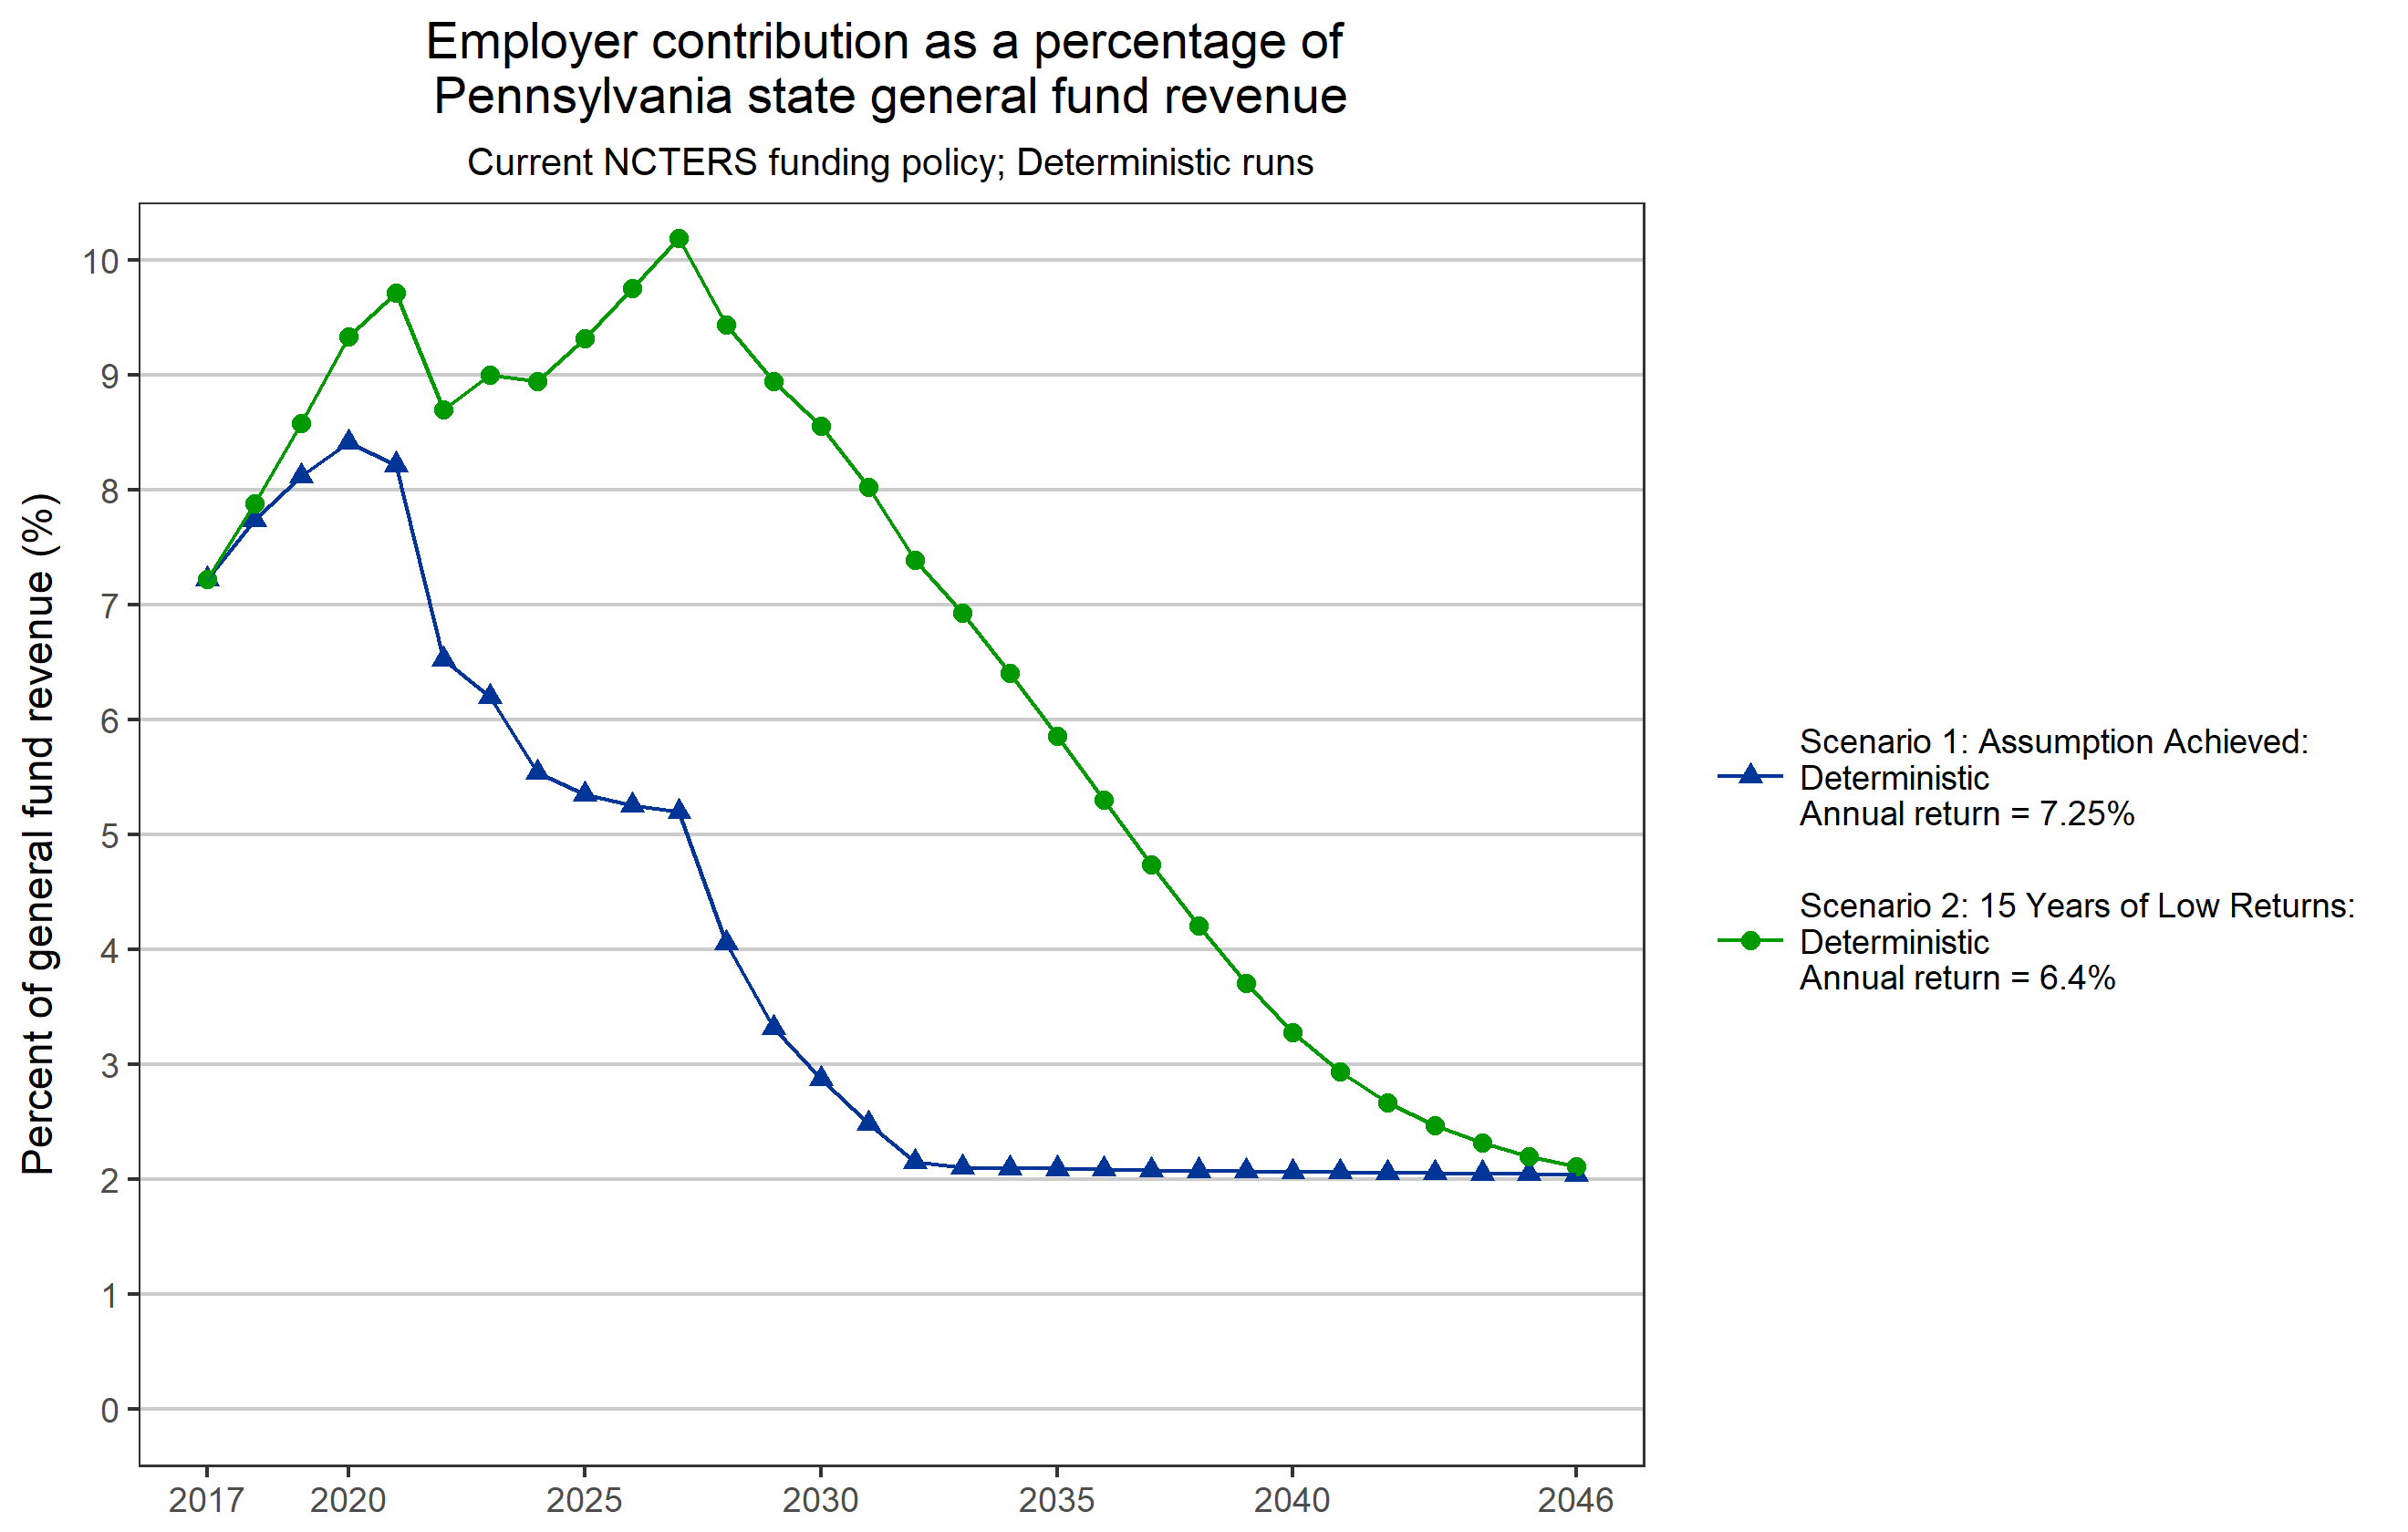 Employer contribution as a percentage of
Pennsylvania state general fund revenue
Current NCTERS funding policy; Deterministic runs
Percent of general fund revenue (%)
10
9
8
7
6
5
4
3
2
1
0
2017
2020
2025
2030
2035
2040
2046
Scenario 1: Assumption Achieved:
Deterministic
Annual return = 7.25%
Scenario 2: 15 Years of Low Returns:
Deterministic
Annual return = 6.4%